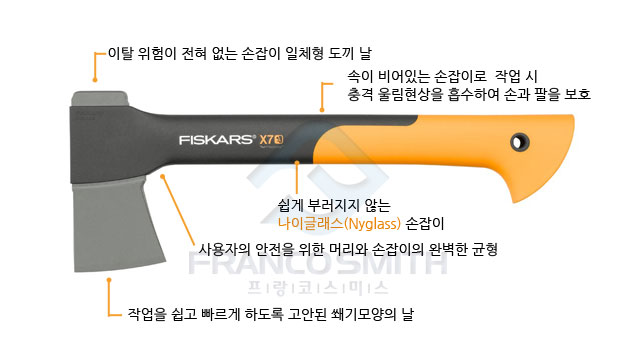 이탈 위험이 전혀 없는 손잡이 일체형 도끼 날
속이 비어있는 손잡이로 작업 시
충격 울림현상을 흡수하여 손과 팔을 보호
FISKARS® X7
쉽게 부러지지 않는
나이글래스(Nyglass) 손잡이
사용자의 안전을 위한 머리와 손잡이의 완벽한 균형
FRANCO SMITH
프랑코스미스
작업을 쉽고 빠르게 하도록 고안된 쐐기모양의 날